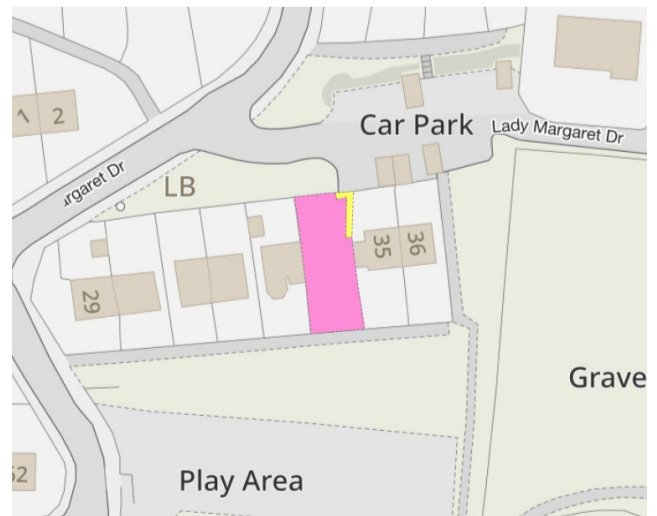 1 2
Car Park
Lady Margaret Dr
argaret Dr
LB
29
35
36
Grave
52
Play Area